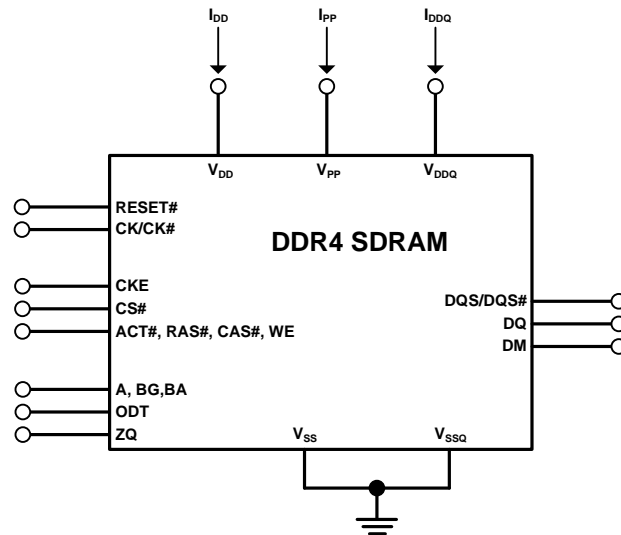 IDD
IPP
IDDQ
VDD
VPP
VDDQ
RESET#
CK/CK#
DDR4 SDRAM
CKE
CS#
ACT#, RAS#, CAS#, WE
DQS/DQS#
DQ
DM
A, BG,BA
ODT
ZQ
VSS
VSSQ